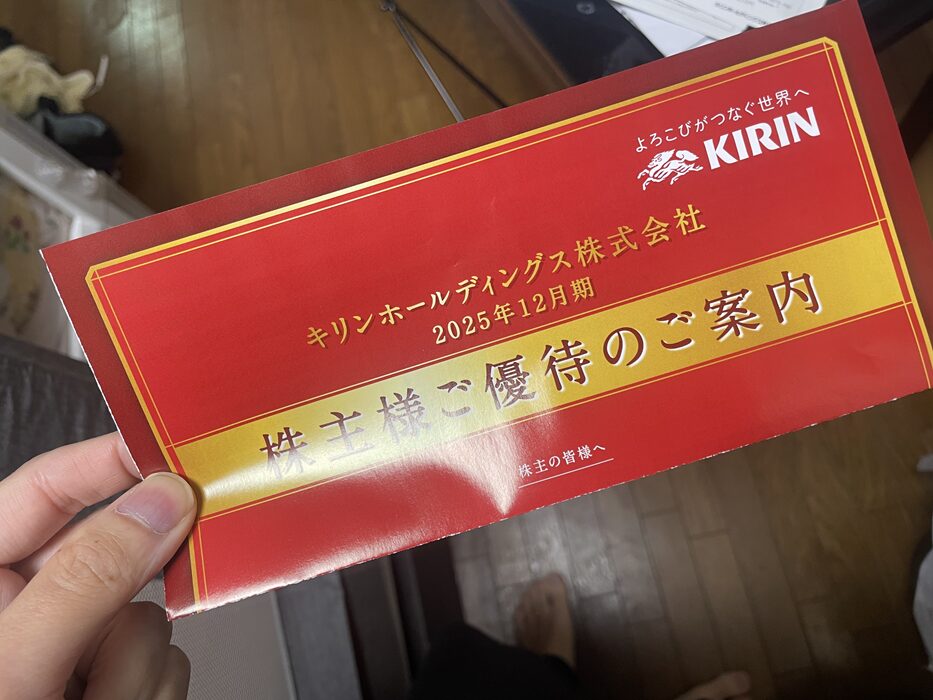 よろこびがつなぐ世界へ
KIRIN
キリンホールディングス株式会社
2025年12月期
株主様ご優待のご案内
株主の皆様へ